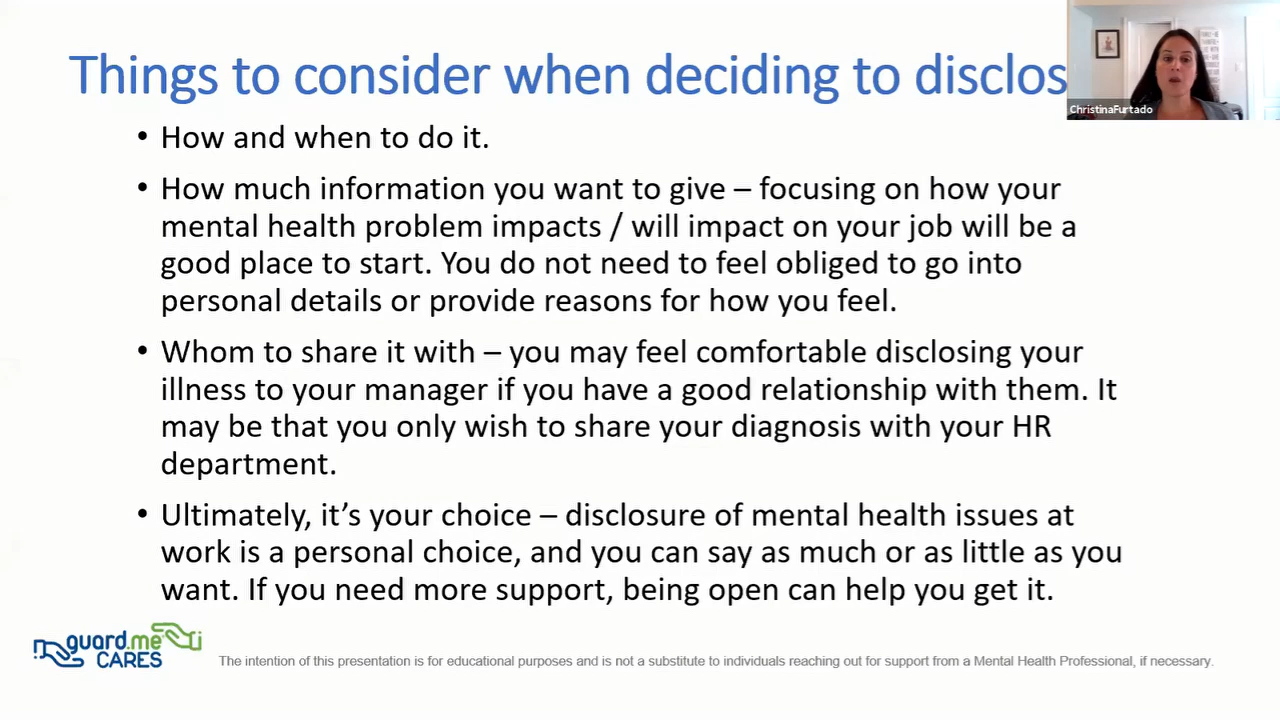 Things to consider when deciding to disclos
ChristinaFurtado
• How and when to do it.
• How much information you want to give – focusing on how your
mental health problem impacts / will impact on your job will be a
good place to start. You do not need to feel obliged to go into
personal details or provide reasons for how you feel.
• Whom to share it with – you may feel comfortable disclosing your
illness to your manager if you have a good relationship with them. It
may be that you only wish to share your diagnosis with your HR
department.
• Ultimately, it’s your choice – disclosure of mental health issues at
work is a personal choice, and you can say as much or as little as you
want. If you need more support, being open can help you get it.
guard.me
CARES
The intention of this presentation is for educational purposes and is not a substitute to individuals reaching out for support from a Mental Health Professional, if necessary.